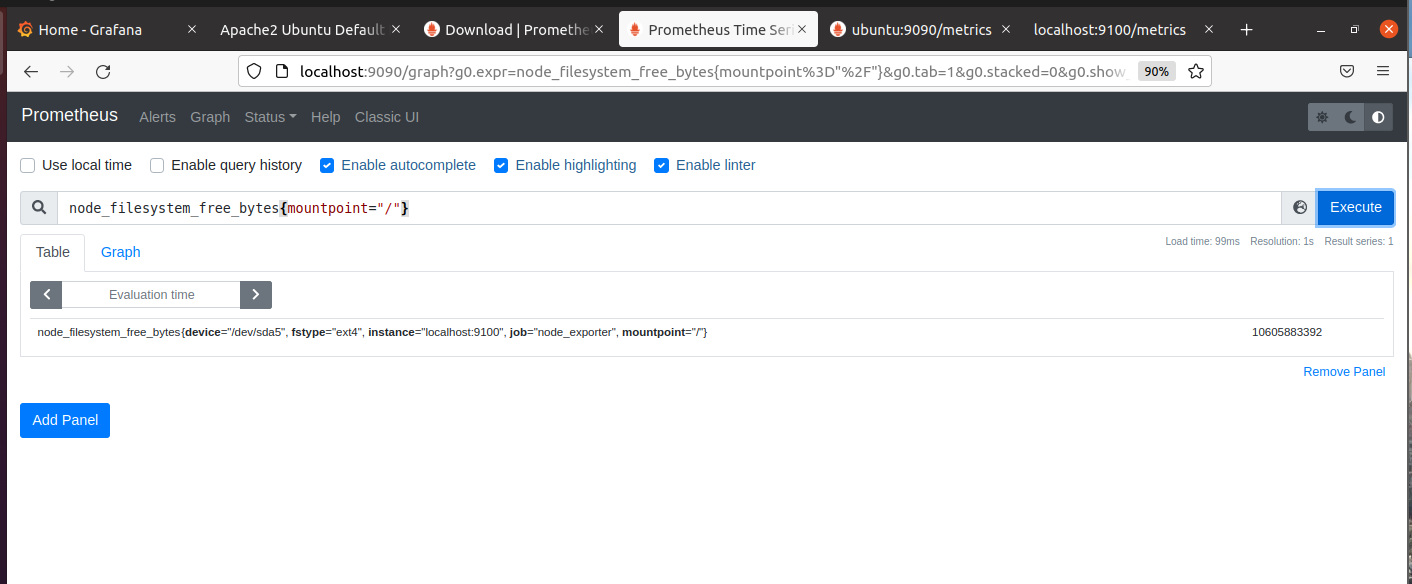 Home - Grafana
Apache2 Ubuntu Default
Download | Promethe
Prometheus Time Seri
ubuntu:9090/metrics
localhost:9100/metrics
localhost:9090/graph?g0.expr=node_filesystem_free_bytes{mountpoint%3D"%2F"}&g0.tab=1&g0.stacked=0&g0.show_
90%
Prometheus
Alerts
Graph
Status
Help
Classic UI
Use local time
Enable query history
Enable autocomplete
Enable highlighting
Enable linter
node_filesystem_free_bytes{mountpoint="/"}
Execute
Table
Graph
Load time: 99ms
Resolution: 1s
Result series: 1
Evaluation time
node_filesystem_free_bytes{device="/dev/sda5", fstype="ext4", instance="localhost:9100", job="node_exporter", mountpoint="/"}
10605883392
Remove Panel
Add Panel